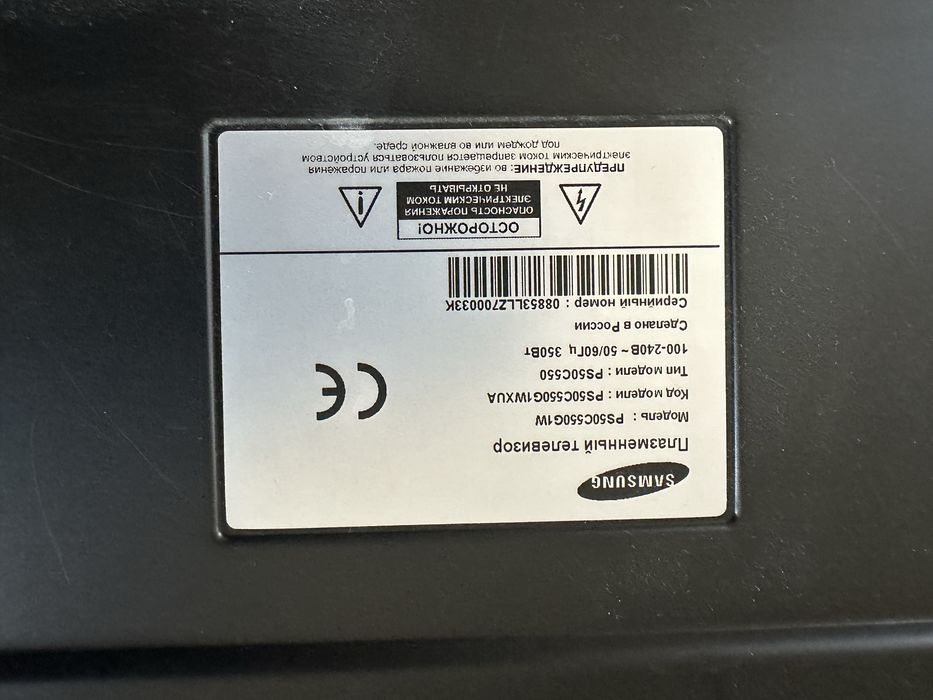 SAMSUNG
Плазменный телевизор
Модель : PS50C550G1W
Код модели : PS50C550G1WXUA
Тип модели : PS50C550
100-240В ~ 50/60Гц 350Вт
Сделано в России
Серийный номер : 08853LLZ700033K
CE
ОСТОРОЖНО!
ОПАСНОСТЬ ПОРАЖЕНИЯ
ЭЛЕКТРИЧЕСКИМ ТОКОМ
НЕ ОТКРЫВАТЬ
ПРЕДУПРЕЖДЕНИЕ: во избежание пожара или поражения
электрическим током запрещается пользоваться устройством
под дождем или во влажной среде.